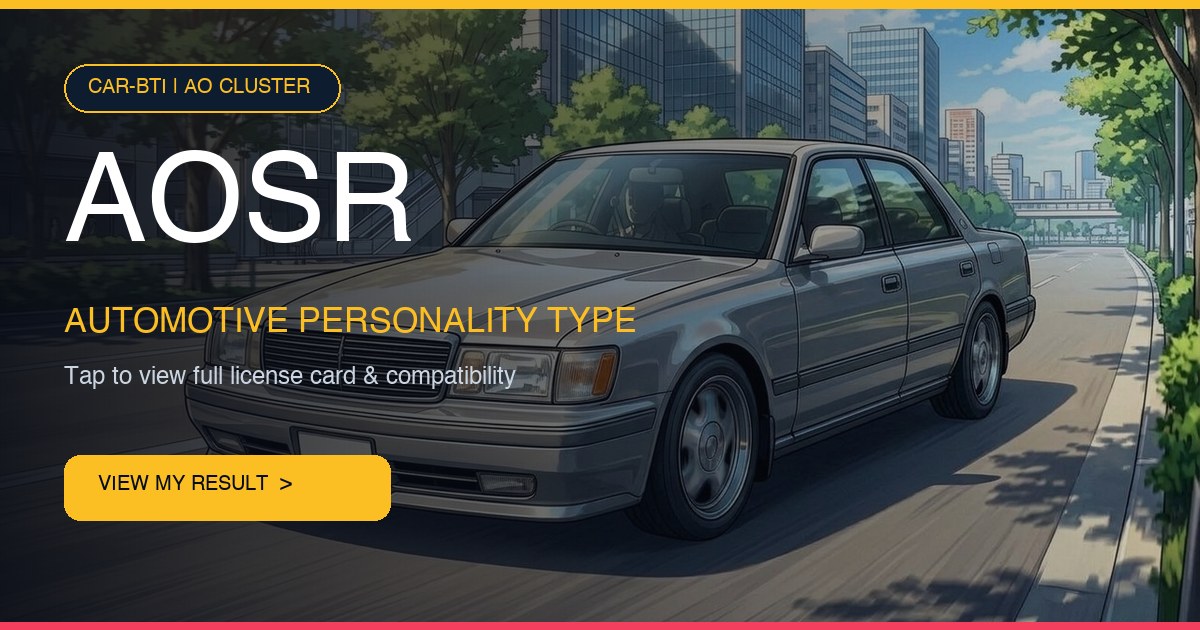 CAR-BTI | AO CLUSTER
AOSR
AUTOMOTIVE PERSONALITY TYPE
Tap to view full license card & compatibility
VIEW MY RESULT >